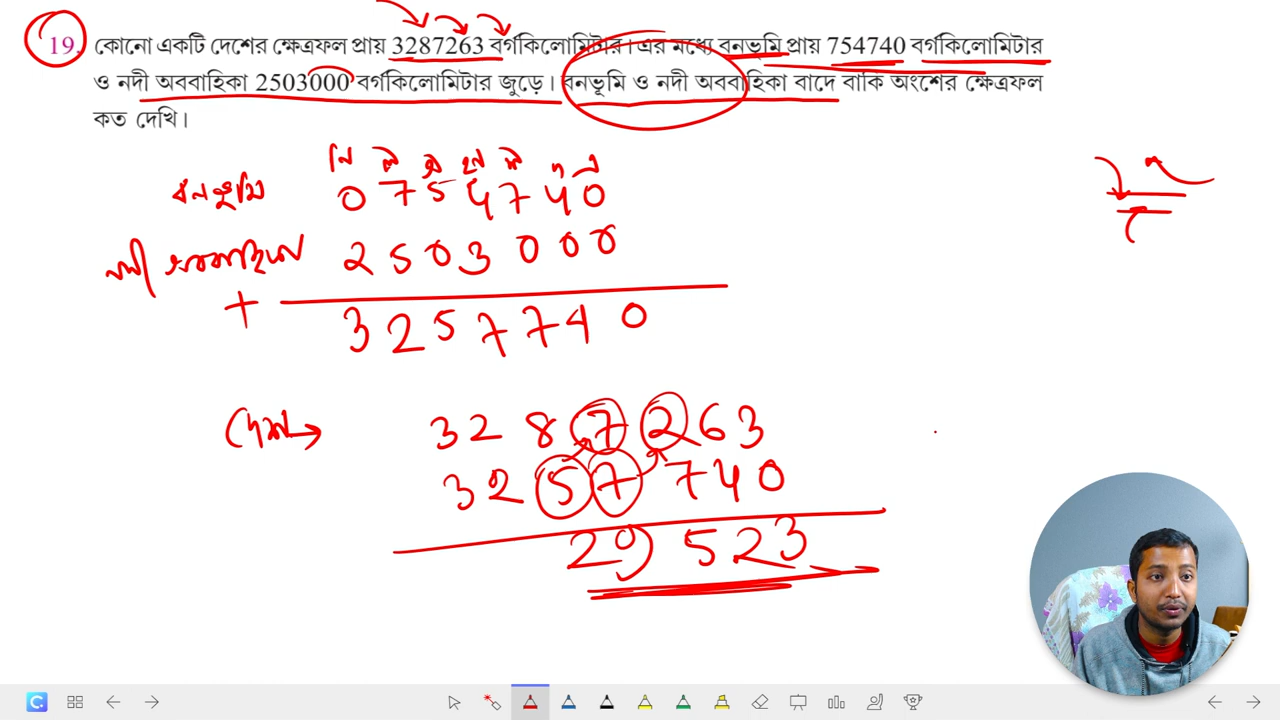 19. কোনো একটি দেশের ক্ষেত্রফল প্রায় 3287263 বর্গকিলোমিটার। এর মধ্যে বনভূমি প্রায় 754740 বর্গকিলোমিটার
ও নদী অববাহিকা 2503000 বর্গকিলোমিটার জুড়ে। বনভূমি ও নদী অববাহিকা বাদে বাকি অংশের ক্ষেত্রফল
কত দেখি।
বনভূমি 0754740
নদী অববাহিকা 2503000
+
3257740
দেশ → 3287263
3257740
29523